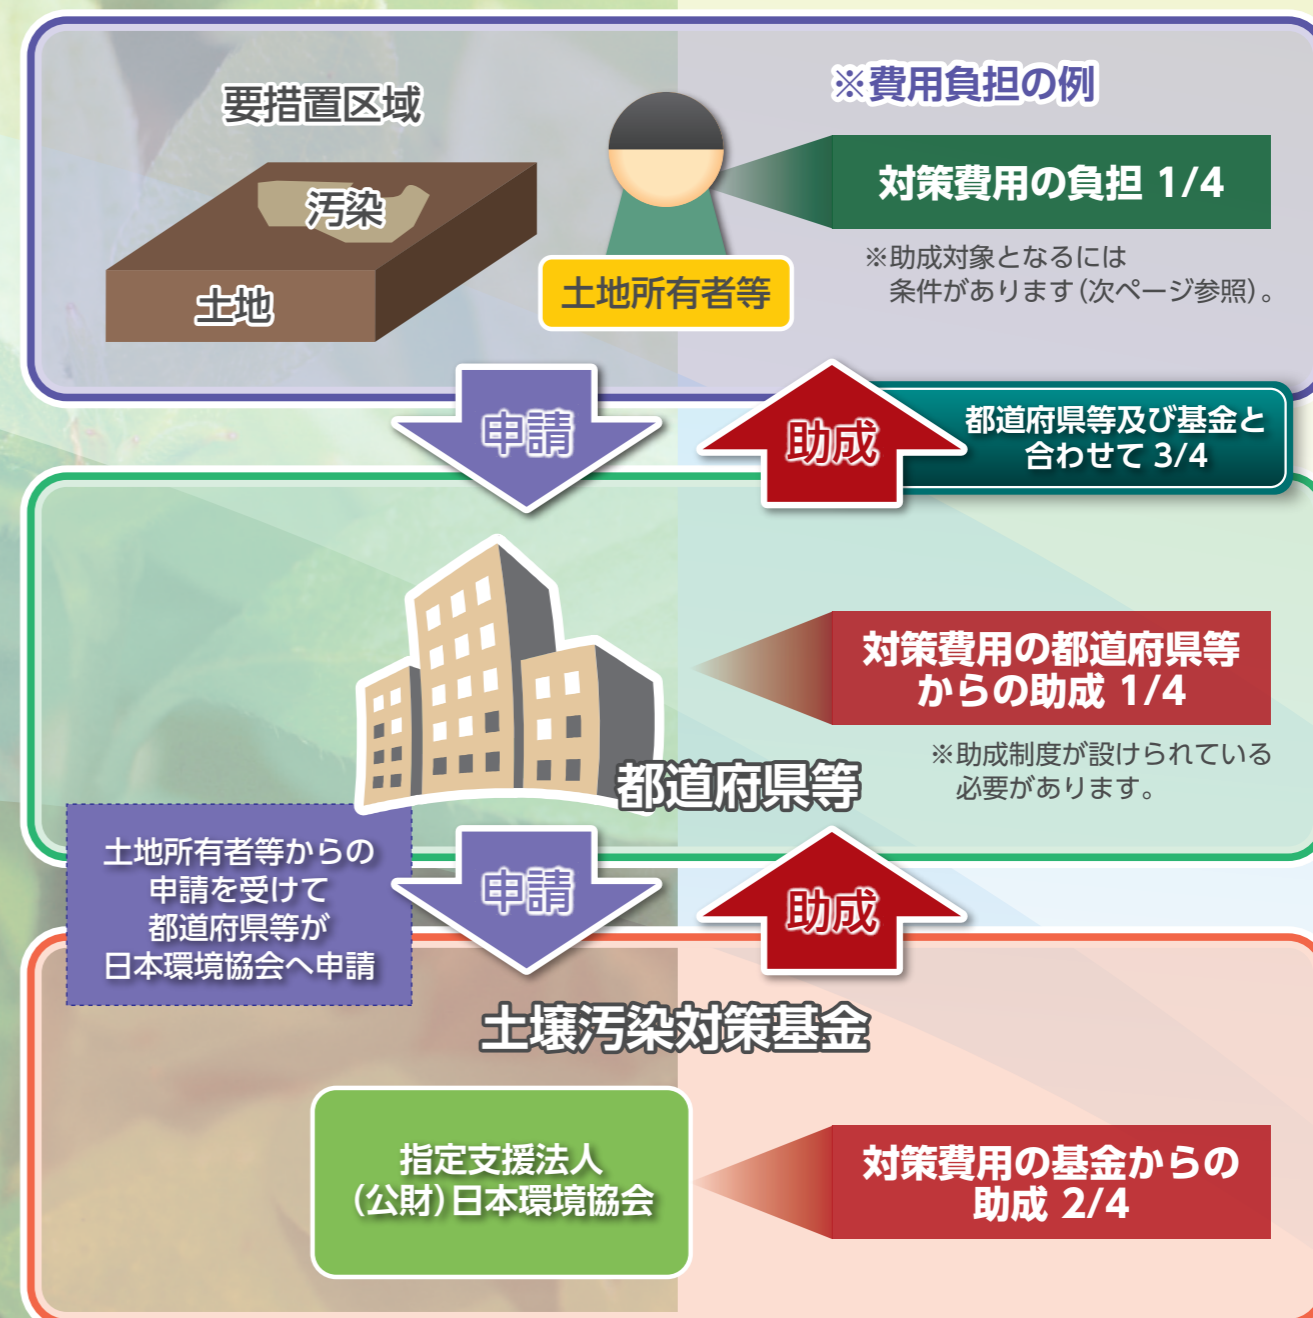 要措置区域
汚染
土地
土地所有者等
※費用負担の例
対策費用の負担 1/4
※助成対象となるには
条件があります(次ページ参照)。
申請
助成
都道府県等及び基金と
合わせて 3/4
都道府県等
対策費用の都道府県等
からの助成 1/4
※助成制度が設けられている
必要があります。
土地所有者等からの
申請を受けて
都道府県等が
日本環境協会へ申請
申請
助成
土壌汚染対策基金
指定支援法人
(公財)日本環境協会
対策費用の基金からの
助成 2/4